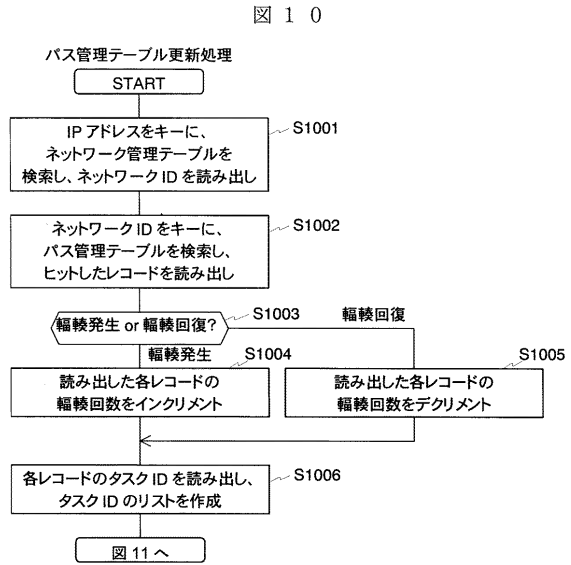 図 １ ０
パス管理テーブル更新処理
START
IP アドレスをキーに、
ネットワーク管理テーブルを
検索し、ネットワーク ID を読み出し
S1001
ネットワーク ID をキーに、
パス管理テーブルを検索し、
ヒットしたレコードを読み出し
S1002
輻輳発生 or 輻輳回復？
S1003
輻輳回復
輻輳発生
S1004
読み出した各レコードの
輻輳回数をインクリメント
S1005
読み出した各レコードの
輻輳回数をデクリメント
各レコードのタスク ID を読み出し、
タスク ID のリストを作成
S1006
図 11 へ